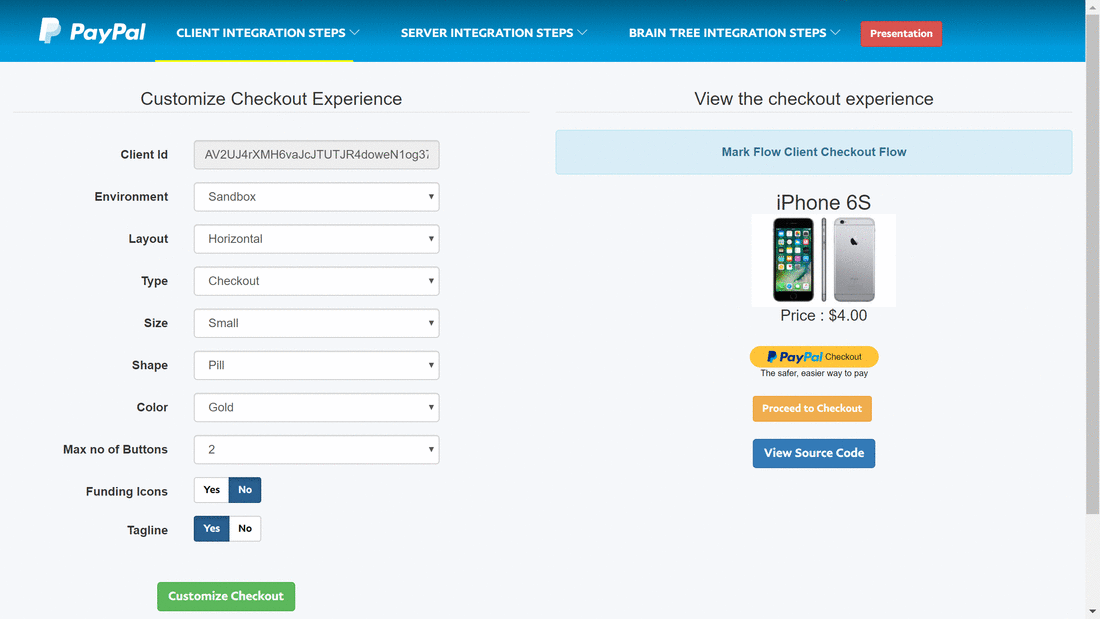 PayPal
CLIENT INTEGRATION STEPS
SERVER INTEGRATION STEPS
BRAIN TREE INTEGRATION STEPS
Presentation
Customize Checkout Experience
Client Id
AV2UJ4rXMH6vaJcJTUTJR4doweN1og37
Environment
Sandbox
Layout
Horizontal
Type
Checkout
Size
Small
Shape
Pill
Color
Gold
Max no of Buttons
2
Funding Icons
Yes No
Tagline
Yes No
Customize Checkout
View the checkout experience
Mark Flow Client Checkout Flow
iPhone 6S
Price : $4.00
PayPal Checkout
The safer, easier way to pay
Proceed to Checkout
View Source Code